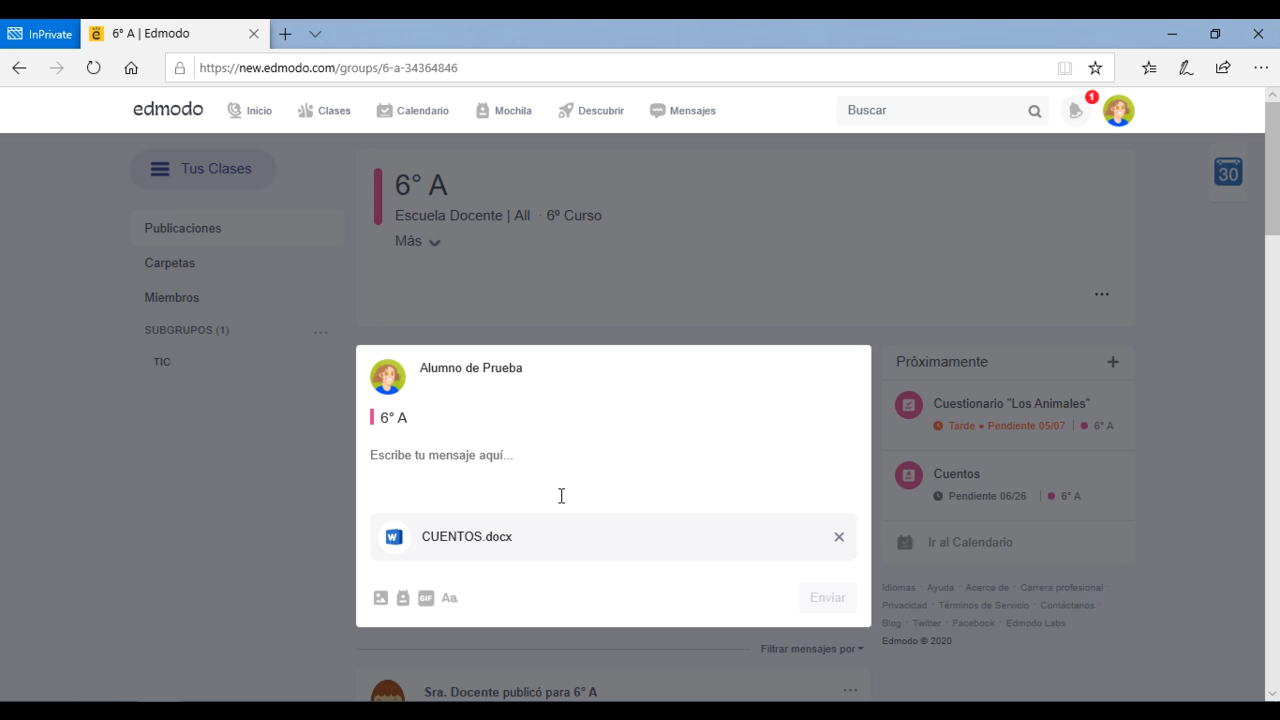 InPrivate
6° A | Edmodo
https://new.edmodo.com/groups/6-a-34364846
edmodo
Inicio
Clases
Calendario
Mochila
Descubrir
Mensajes
Buscar
1
Tus Clases
6° A
30
Escuela Docente | All · 6º Curso
Publicaciones
Más
Carpetas
Miembros
SUBGRUPOS (1)
TIC
Alumno de Prueba
6° A
Escribe tu mensaje aquí...
CUENTOS.docx
GIF
Aa
Enviar
Filtrar mensajes por
Sra. Docente publicó para 6° A
Próximamente
Cuestionario "Los Animales"
Tarde • Pendiente 05/07 | 6° A
Cuentos
Pendiente 06/26 | 6° A
Ir al Calendario
Idiomas · Ayuda · Acerca de · Carrera profesional ·
Privacidad · Términos de Servicio · Contáctanos ·
Blog · Twitter · Facebook · Edmodo Labs
Edmodo © 2020